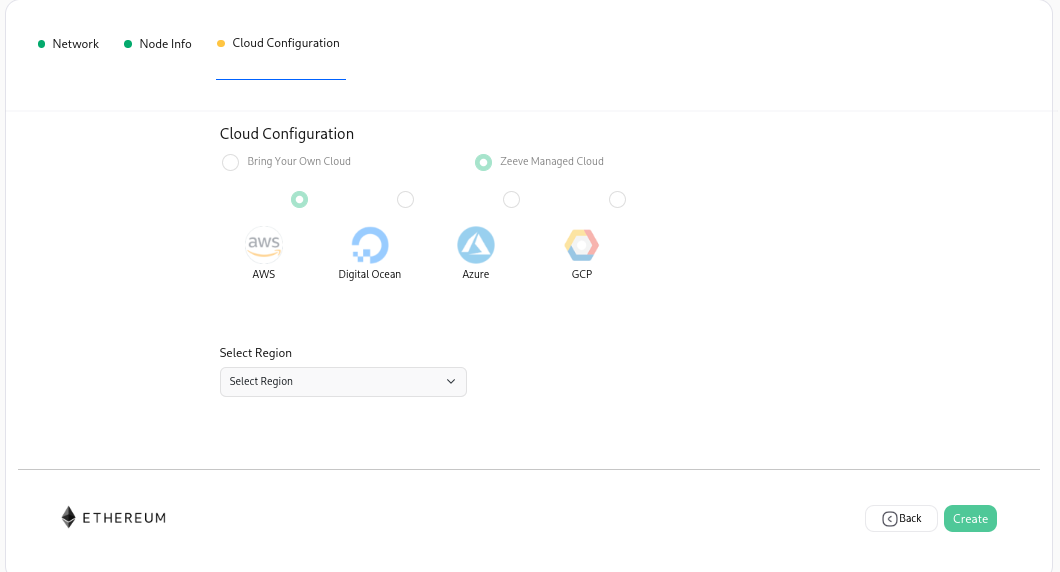 Network Node Info Cloud Configuration
Cloud Configuration
Bring Your Own Cloud Zeeve Managed Cloud
aws
AWS Digital Ocean Azure GCP
Select Region
Select Region
ETHEREUM Back Create